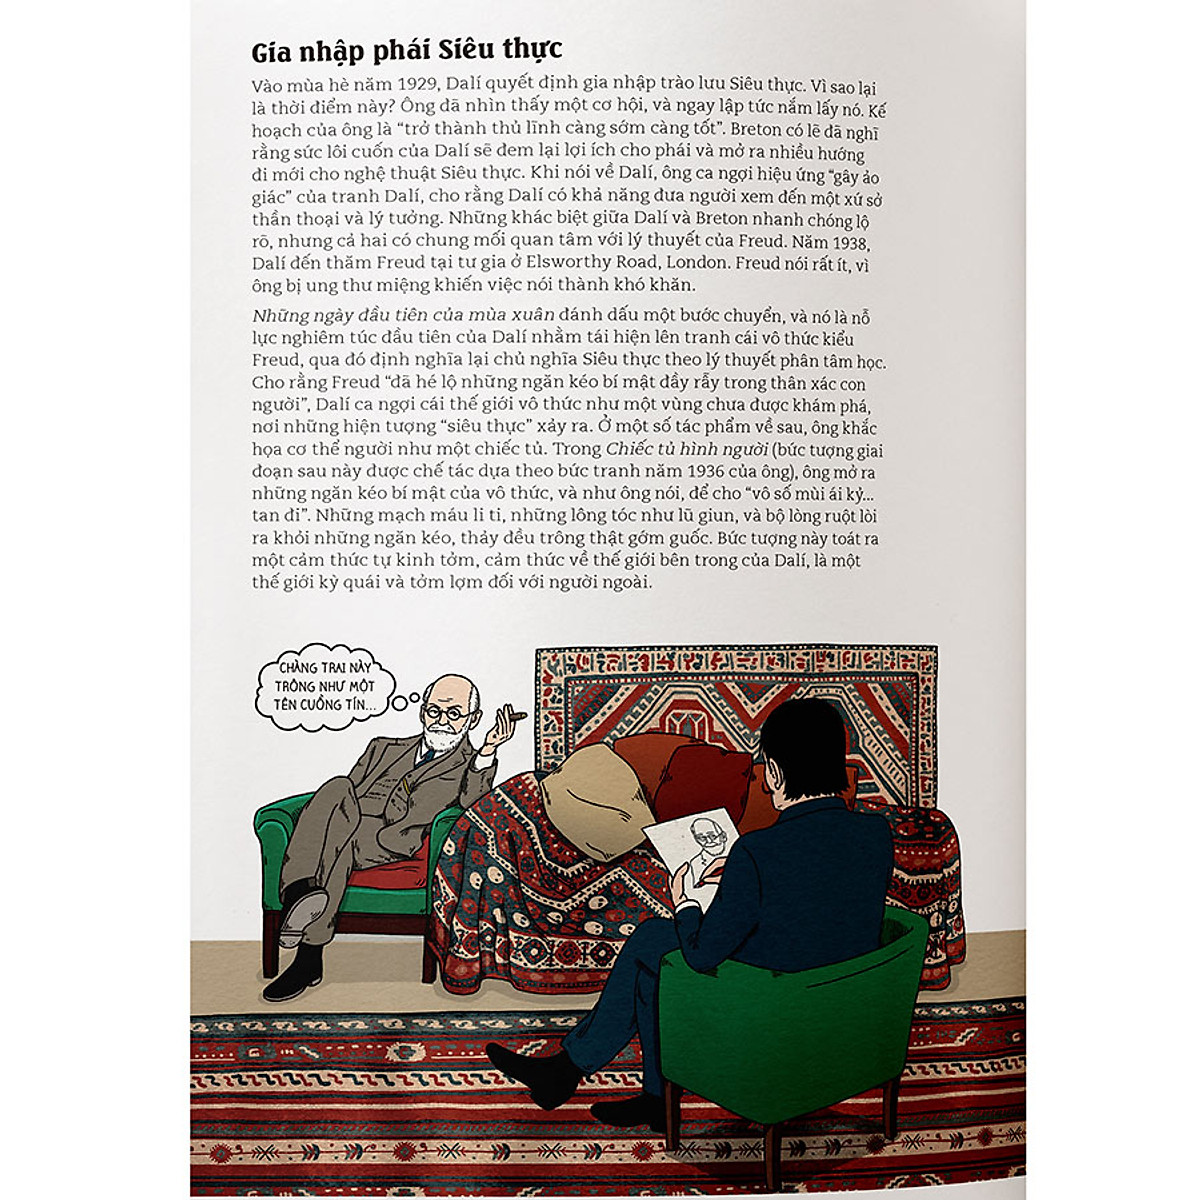 Gia nhập phái Siêu thực
Vào mùa hè năm 1929, Dalí quyết định gia nhập trào lưu Siêu thực. Vì sao lại
là thời điểm này? Ông đã nhìn thấy một cơ hội, và ngay lập tức nắm lấy nó. Kế
hoạch của ông là “trở thành thủ lĩnh càng sớm càng tốt”. Breton có lẽ đã nghĩ
rằng sức lôi cuốn của Dalí sẽ đem lại lợi ích cho phái và mở ra nhiều hướng
đi mới cho nghệ thuật Siêu thực. Khi nói về Dalí, ông ca ngợi hiệu ứng “gây ảo
giác” của tranh Dalí, cho rằng Dalí có khả năng đưa người xem đến một xứ sở
thần thoại và lý tưởng. Những khác biệt giữa Dalí và Breton nhanh chóng lộ
rõ, nhưng cả hai có chung mối quan tâm với lý thuyết của Freud. Năm 1938,
Dalí đến thăm Freud tại tư gia ở Elsworthy Road, London. Freud nói rất ít, vì
ông bị ung thư miệng khiến việc nói thành khó khăn.
Những ngày đầu tiên của mùa xuân đánh dấu một bước chuyển, và nó là nỗ
lực nghiêm túc đầu tiên của Dalí nhằm tái hiện lên tranh cái vô thức kiểu
Freud, qua đó định nghĩa lại chủ nghĩa Siêu thực theo lý thuyết phân tâm học.
Cho rằng Freud “đã hé lộ những ngăn kéo bí mật đầy rẫy trong thân xác con
người”, Dalí ca ngợi cái thế giới vô thức như một vùng chưa được khám phá,
nơi những hiện tượng “siêu thực” xảy ra. Ở một số tác phẩm về sau, ông khắc
họa cơ thể người như một chiếc tủ. Trong Chiếc tủ hình người (bức tượng giai
đoạn sau này được chế tác dựa theo bức tranh năm 1936 của ông), ông mở ra
những ngăn kéo bí mật của vô thức, và như ông nói, để cho “vô số mùi ái kỷ...
tan đi”. Những mạch máu li ti, những lông tóc như lũ giun, và bộ lòng ruột lòi
ra khỏi những ngăn kéo, thảy đều trông thật gớm guốc. Bức tượng này toát ra
một cảm thức tự kinh tởm, cảm thức về thế giới bên trong của Dalí, là một
thế giới kỳ quái và tởm lợm đối với người ngoài.
CHÀNG TRAI NÀY
TRÔNG NHƯ MỘT
TÊN CUỒNG TÍN...